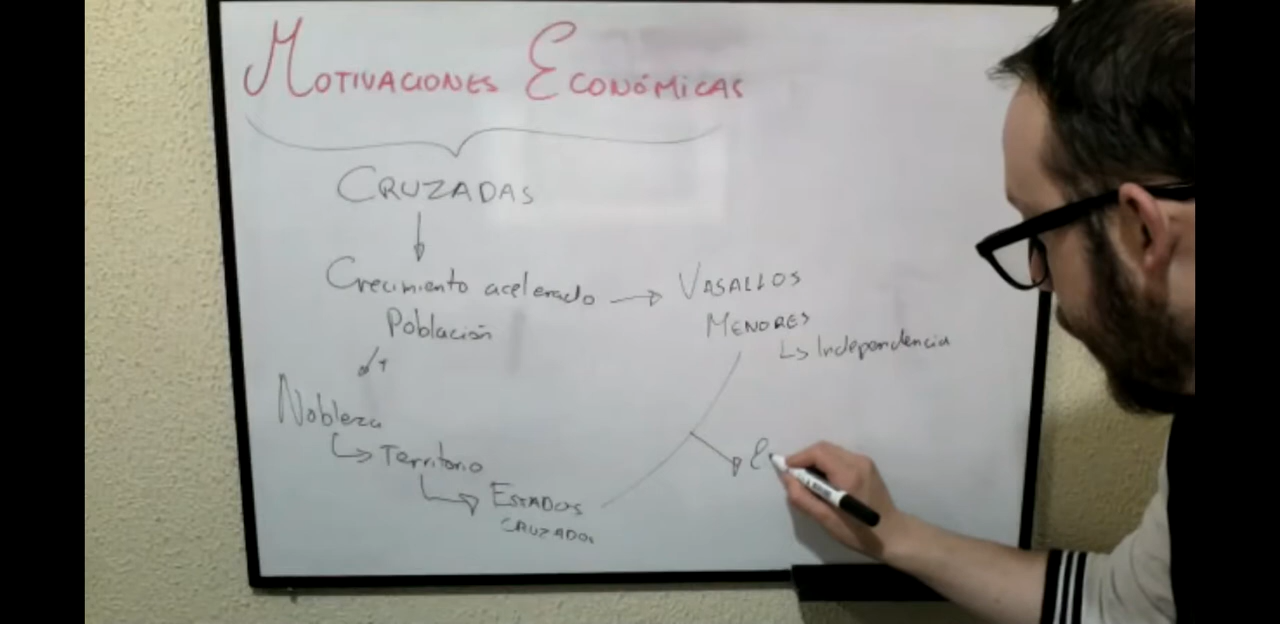 MOTIVACIONES ECONÓMICAS
CRUZADAS
Crecimiento acelerado → VASALLOS
Población
MENORES
↳ Independencia
Nobleza
↳ Territorio
↳ ESTADOS
CRUZADOS